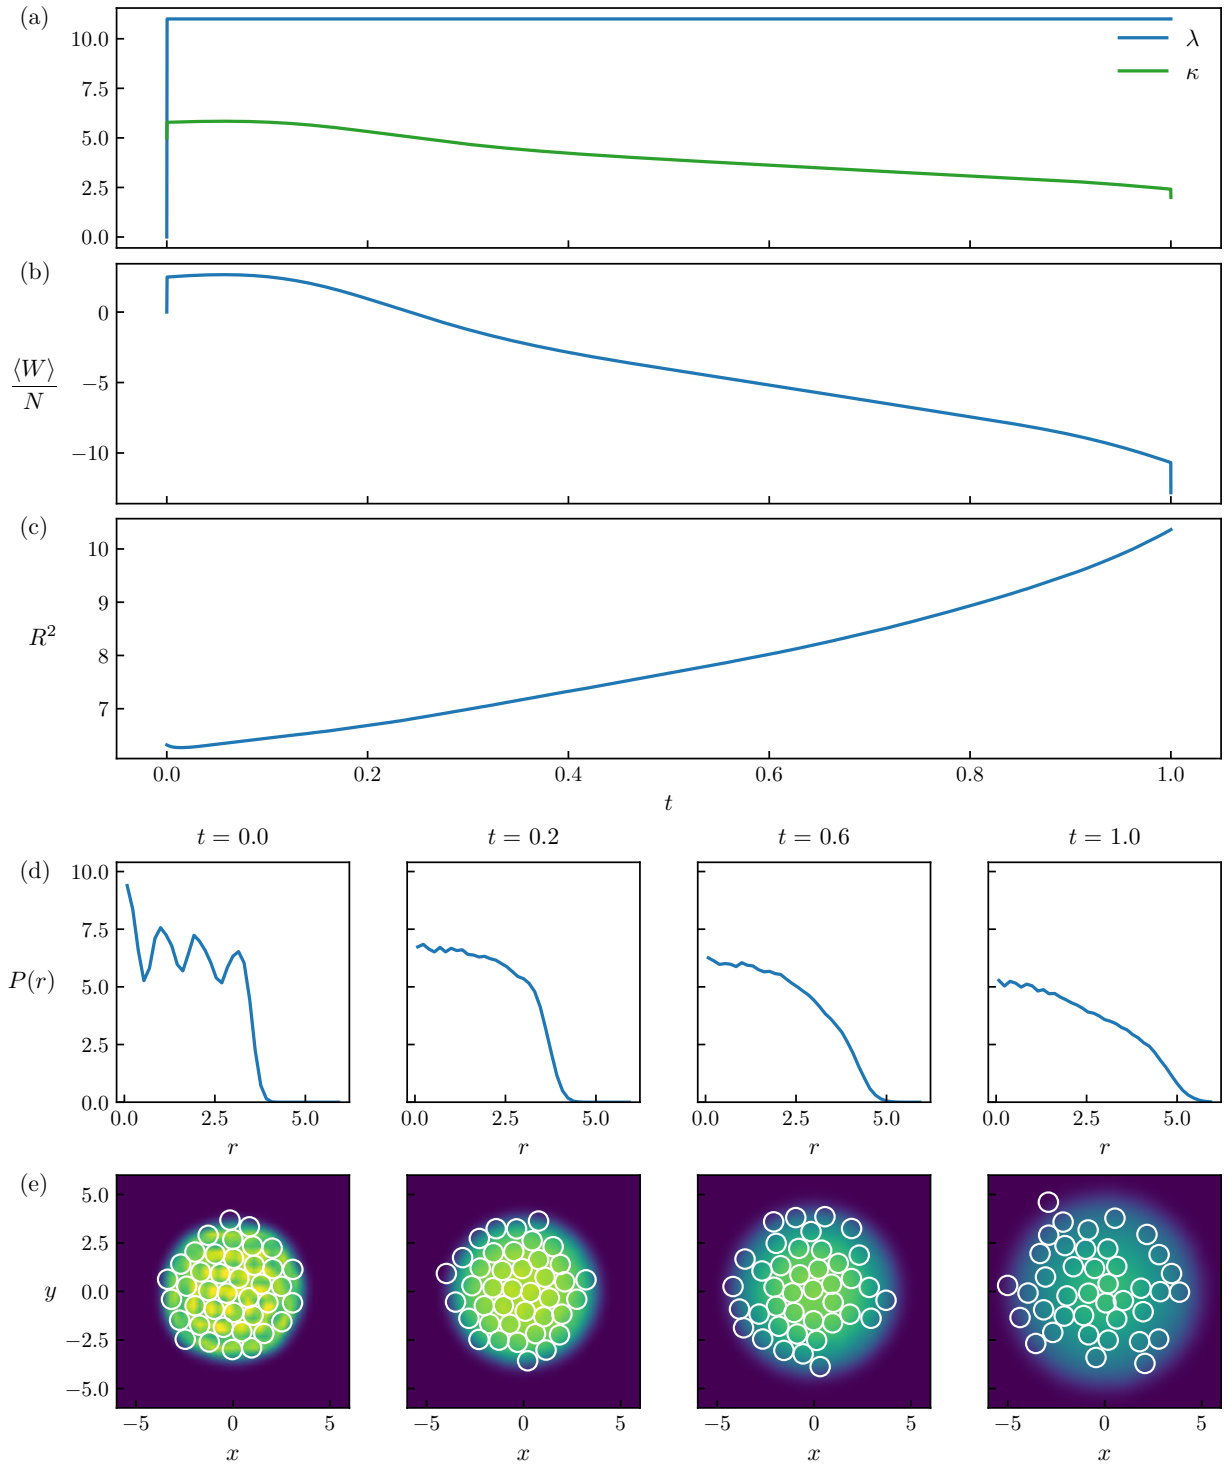 (a)
10.0
7.5
5.0
2.5
0.0
λ
κ
(b)
0
−5
−10
⟨W⟩
N
(c)
10
9
8
7
R²
0.0 0.2 0.4 0.6 0.8 1.0
t
t = 0.0 t = 0.2 t = 0.6 t = 1.0
(d)
10.0
7.5
P(r)
5.0
2.5
0.0
0.0 2.5 5.0 0.0 2.5 5.0 0.0 2.5 5.0 0.0 2.5 5.0
r r r r
(e)
5.0
2.5
y
0.0
−2.5
−5.0
−5 0 5 −5 0 5 −5 0 5 −5 0 5
x x x x